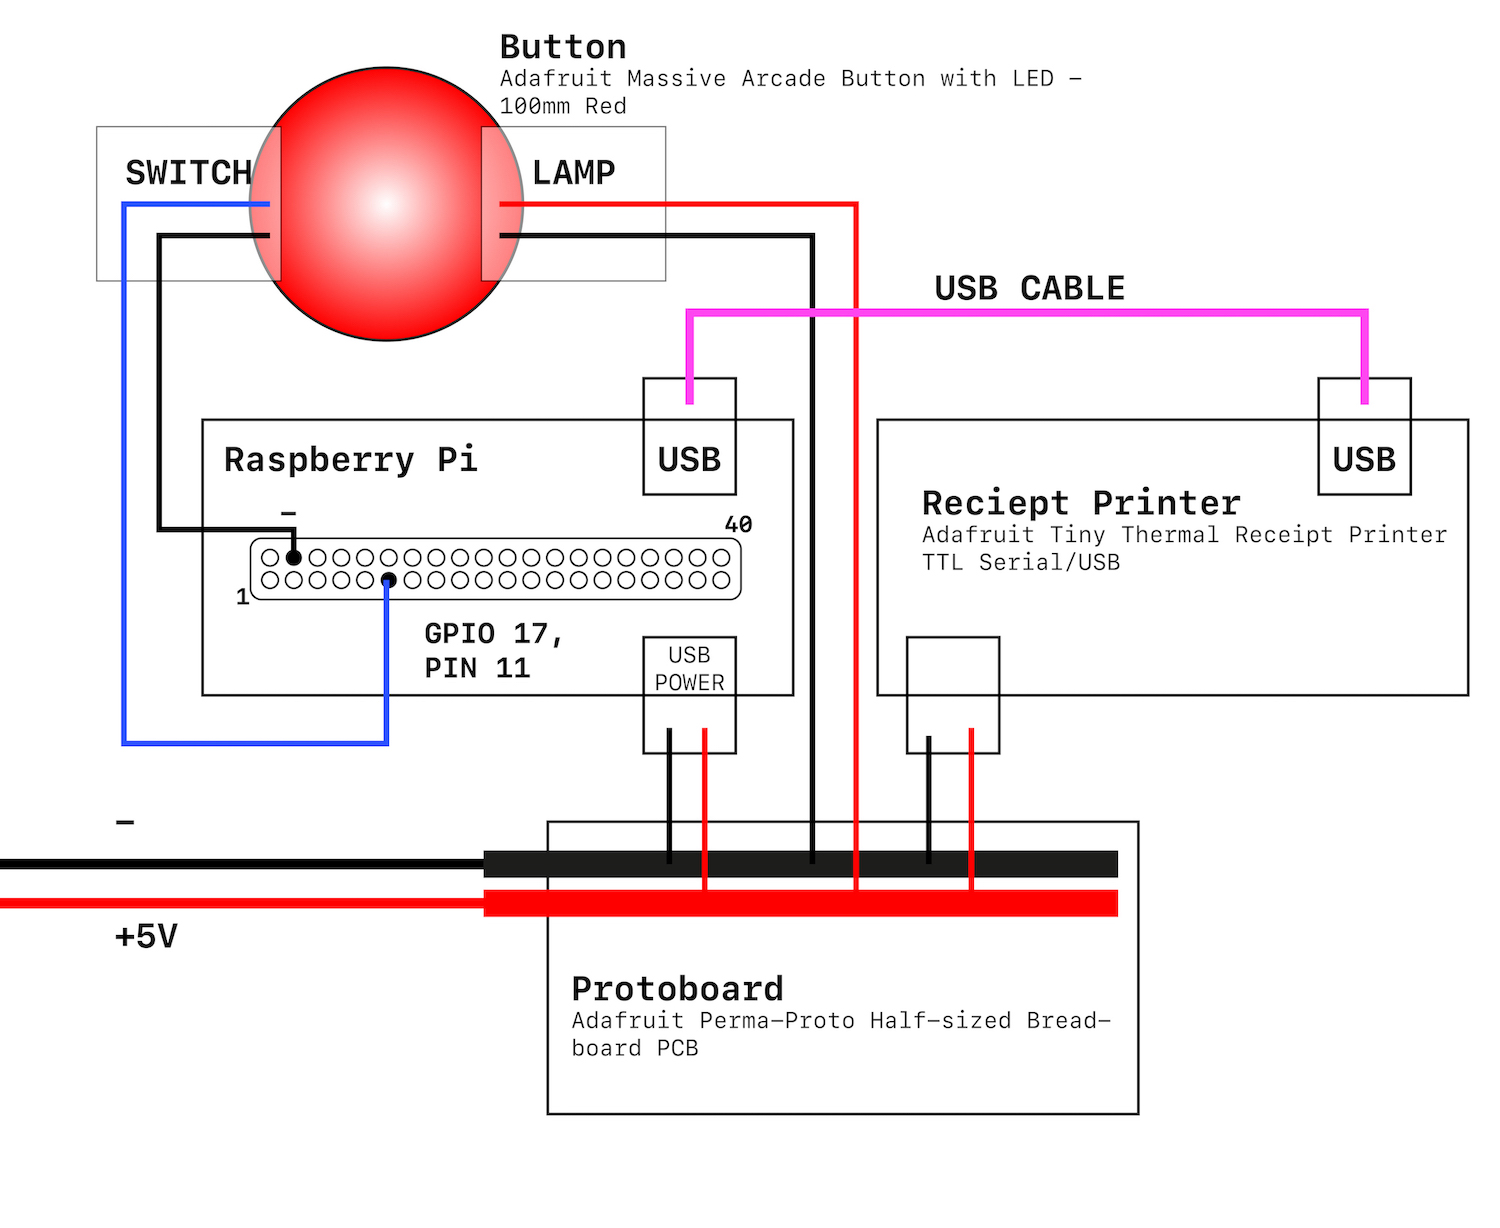 Button
Adafruit Massive Arcade Button with LED –
100mm Red
SWITCH
LAMP
USB CABLE
Raspberry Pi
USB
–
40
1
GPIO 17,
PIN 11
USB
POWER
USB
Reciept Printer
Adafruit Tiny Thermal Receipt Printer
TTL Serial/USB
–
+5V
Protoboard
Adafruit Perma–Proto Half–sized Bread–
board PCB